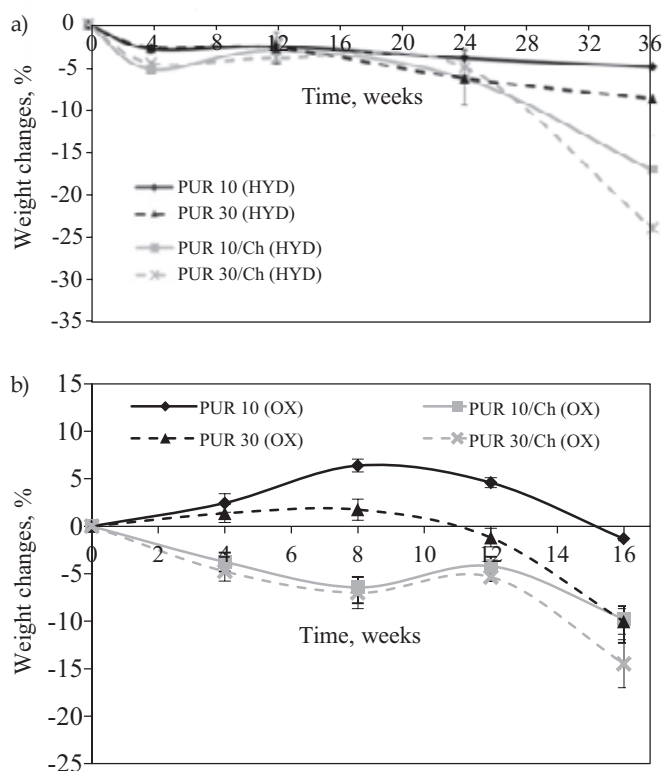 a)
0
0 4 8 12 16 20 24 28 32 36
-5
-10
-15
-20
-25
-30
-35
Weight changes, %
Time, weeks
PUR 10 (HYD)
PUR 30 (HYD)
PUR 10/Ch (HYD)
PUR 30/Ch (HYD)
b)
15
10
5
0
-5
-10
-15
-20
-25
Weight changes, %
PUR 10 (OX) PUR 10/Ch (OX)
PUR 30 (OX) PUR 30/Ch (OX)
0 2 4 6 8 10 12 14 16
Time, weeks